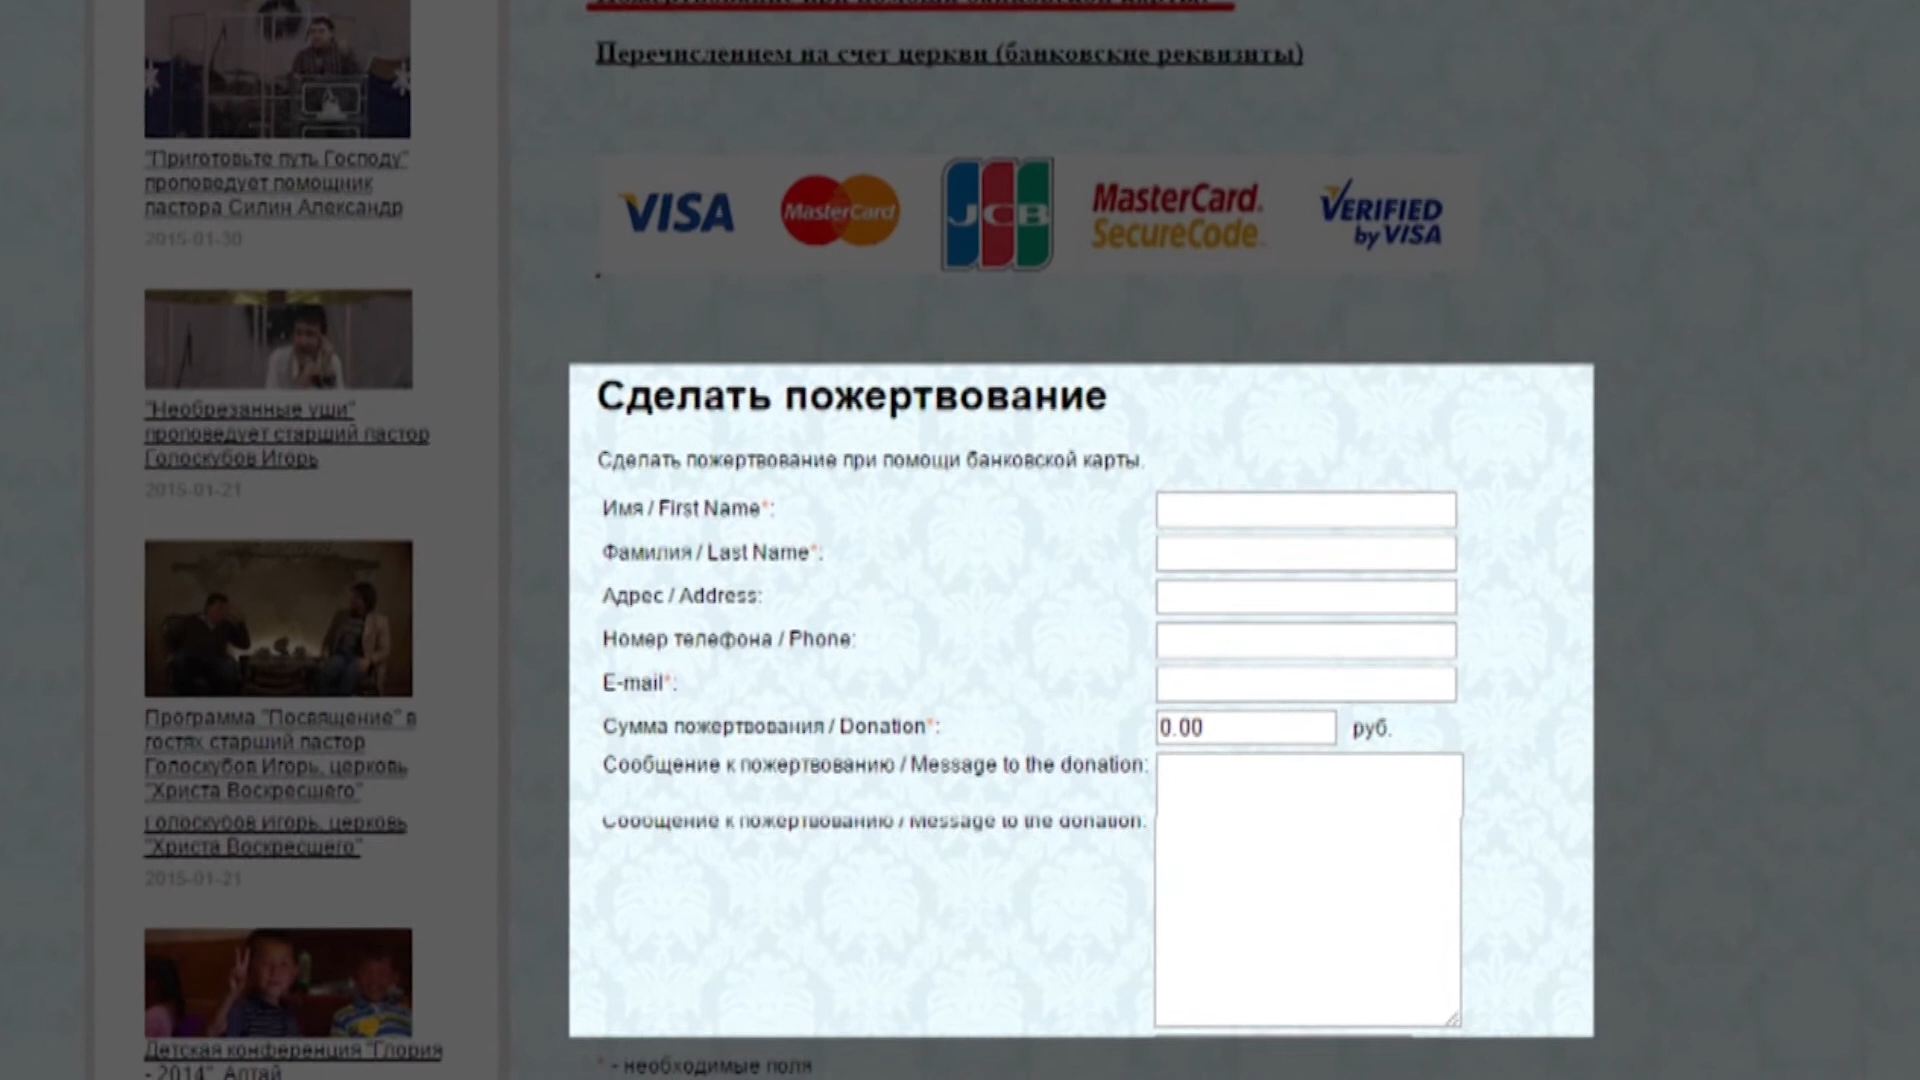 Пожертвование при помощи банковской карты.
Перечислением на счет церкви (банковские реквизиты)
"Приготовьте путь Господу"
проповедует помощник
пастора Силин Александр
2015-01-30
VISA
MasterCard
JCB
MasterCard.
SecureCode.
VERIFIED
by VISA
"Необрезанные уши"
проповедует старший пастор
Голоскубов Игорь
2015-01-21
Сделать пожертвование
Сделать пожертвование при помощи банковской карты.
Имя / First Name*:
Фамилия / Last Name*:
Адрес / Address:
Номер телефона / Phone:
E-mail*:
Сумма пожертвования / Donation*:
0.00
руб.
Сообщение к пожертвованию / Message to the donation:
Сообщение к пожертвованию / Message to the donation:
Программа "Посвящение" в
гостях старший пастор
Голоскубов Игорь, церковь
"Христа Воскресшего"
Голоскубов Игорь, церковь
"Христа Воскресшего"
2015-01-21
Детская конференция "Глория
- 2014". Алтай
* - необходимые поля